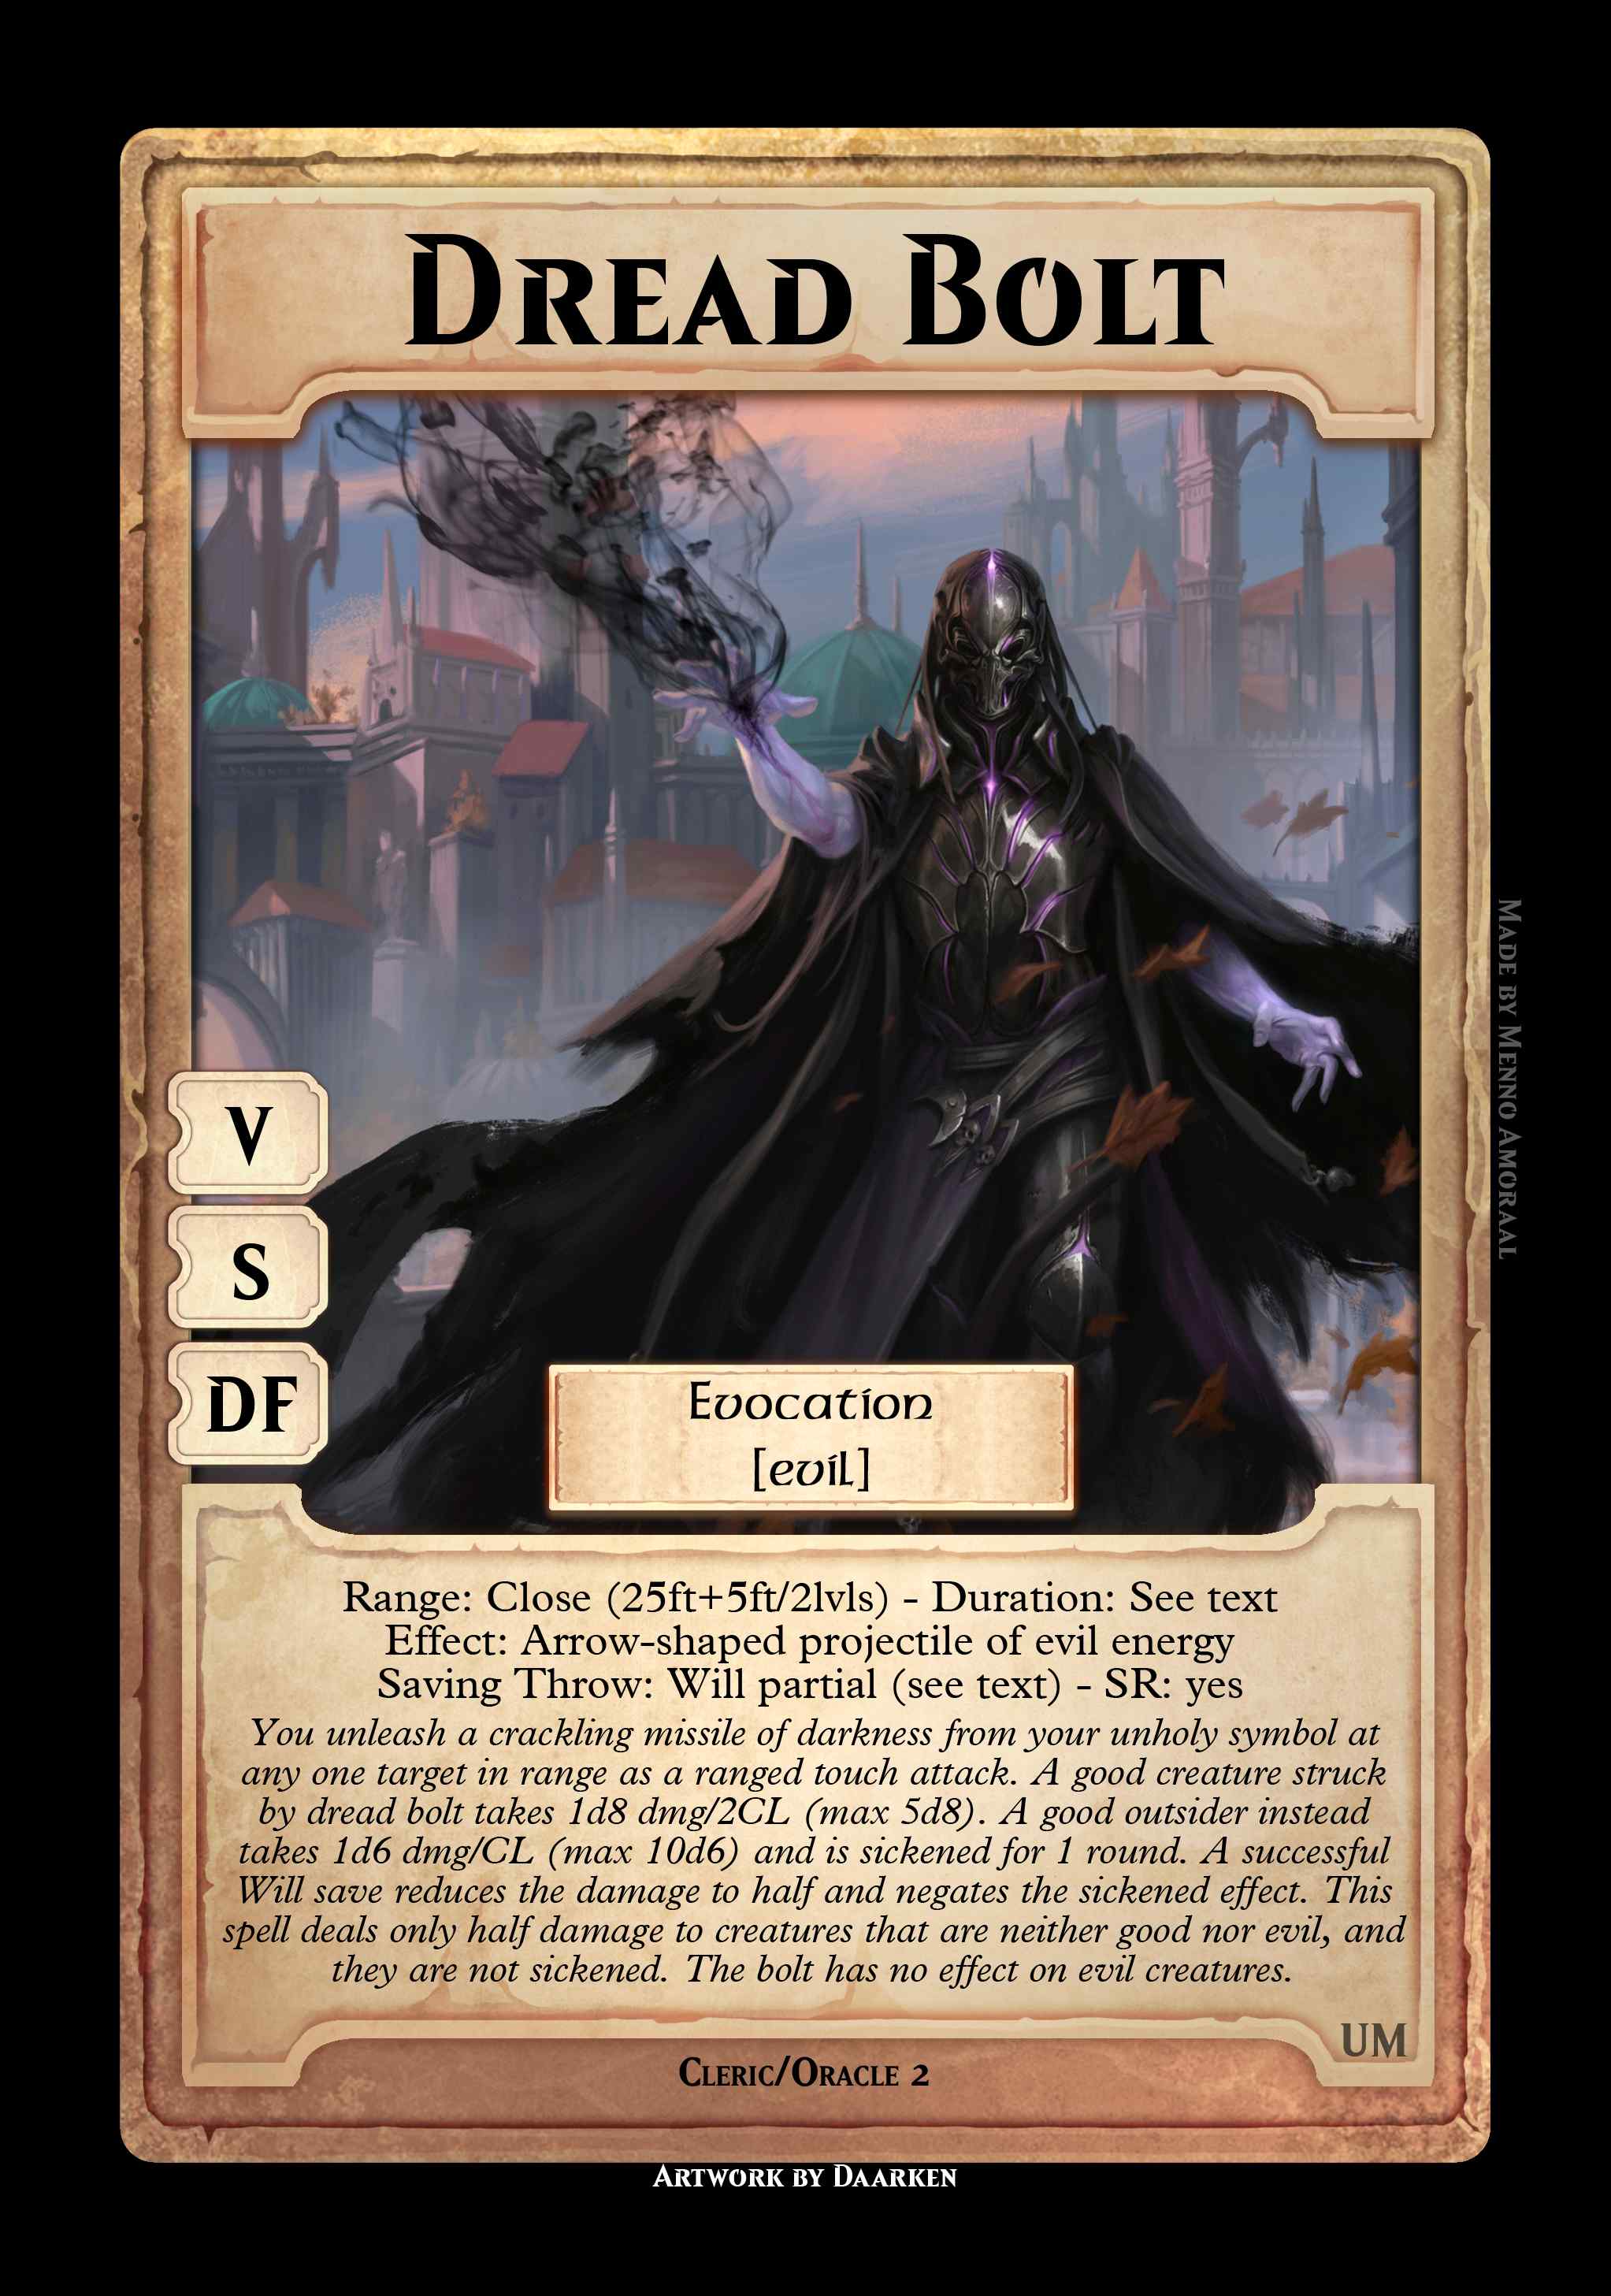 Dread Bolt
V
S
DF
Evocation
[evil]
Range: Close (25ft+5ft/2lvls) - Duration: See text
Effect: Arrow-shaped projectile of evil energy
Saving Throw: Will partial (see text) - SR: yes
You unleash a crackling missile of darkness from your unholy symbol at
any one target in range as a ranged touch attack. A good creature struck
by dread bolt takes 1d8 dmg/2CL (max 5d8). A good outsider instead
takes 1d6 dmg/CL (max 10d6) and is sickened for 1 round. A successful
Will save reduces the damage to half and negates the sickened effect. This
spell deals only half damage to creatures that are neither good nor evil, and
they are not sickened. The bolt has no effect on evil creatures.
UM
Cleric/Oracle 2
Artwork by Daarken
Made by Menno Amoraal